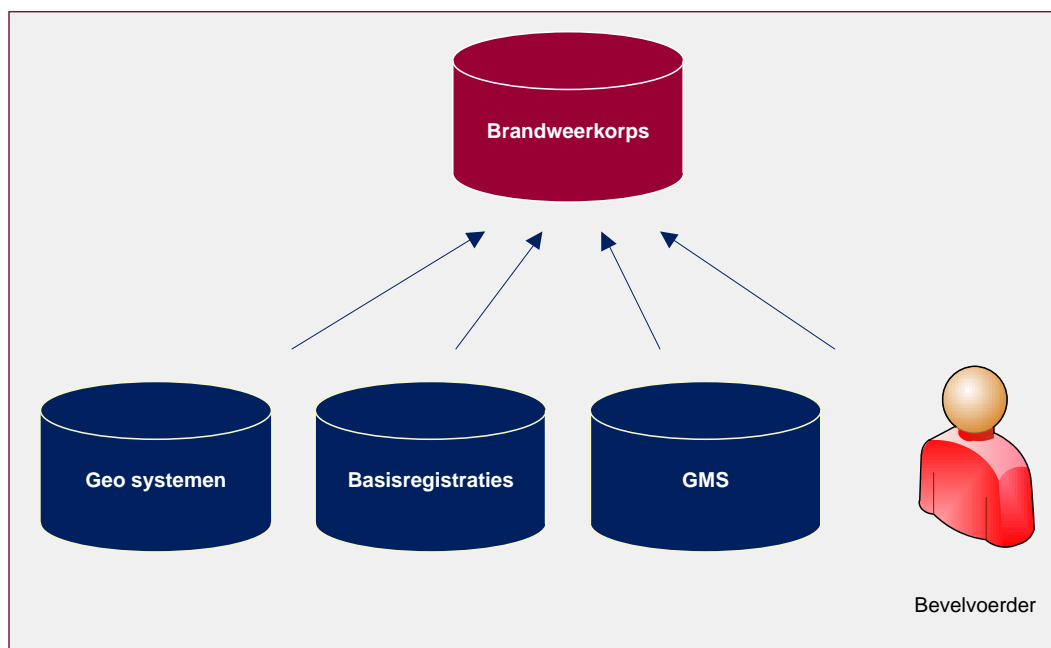 Brandweerkorps
Geo systemen
Basisregistraties
GMS
Bevelvoerder